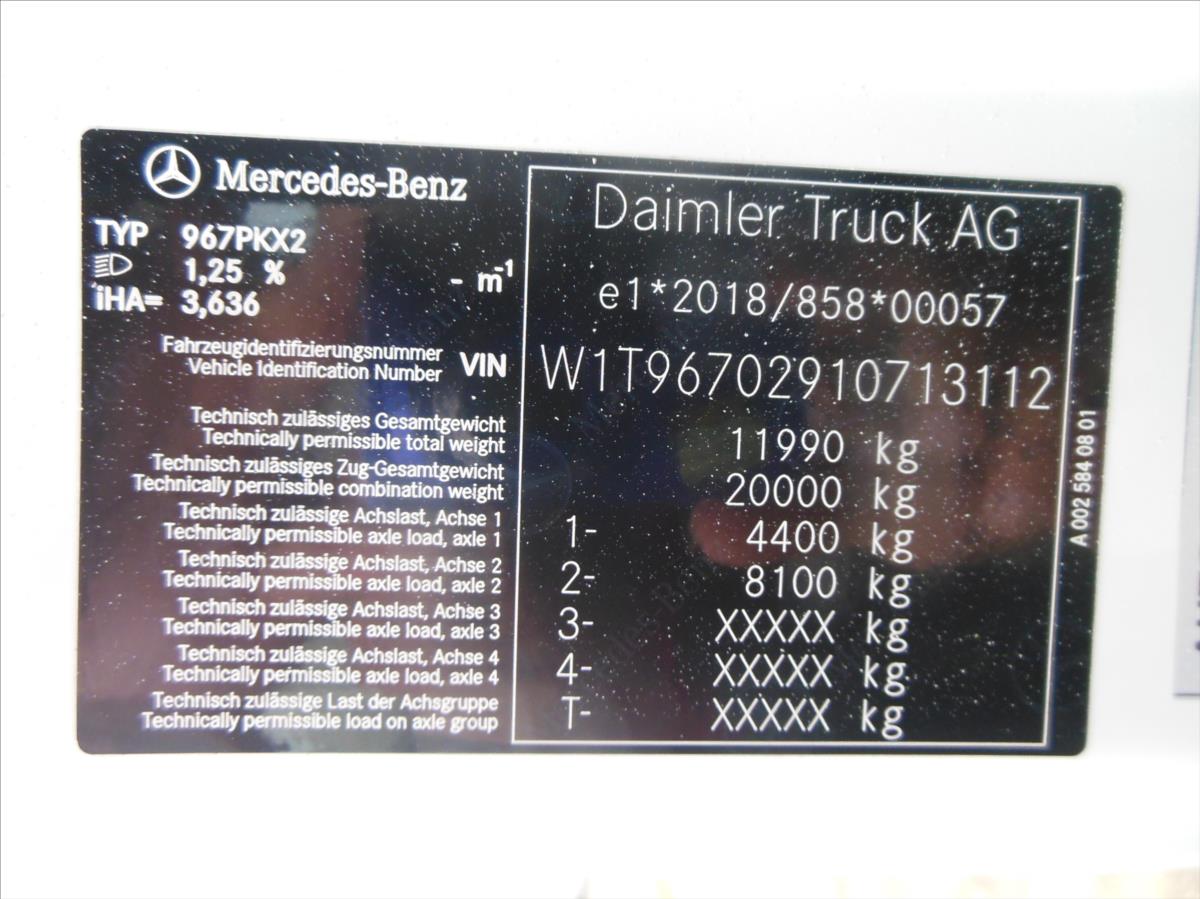 Mercedes-Benz
Daimler Truck AG
TYP 967PKX2
1,25 % - m-1
e1*2018/858*00057
iHA= 3,636
Fahrzeugidentifizierungsnummer
Vehicle Identification Number VIN W1T96702910713112
Technisch zulässiges Gesamtgewicht
Technically permissible total weight 11990 kg
Technisch zulässiges Zug-Gesamtgewicht
Technically permissible combination weight 20000 kg
Technisch zulässige Achslast, Achse 1
Technically permissible axle load, axle 1 1- 4400 kg
Technisch zulässige Achslast, Achse 2
Technically permissible axle load, axle 2 2- 8100 kg
Technisch zulässige Achslast, Achse 3
Technically permissible axle load, axle 3 3- XXXXX kg
Technisch zulässige Achslast, Achse 4
Technically permissible axle load, axle 4 4- XXXXX kg
Technisch zulässige Last der Achsgruppe
Technically permissible load on axle group T- XXXXX kg
A 002 584 08 01